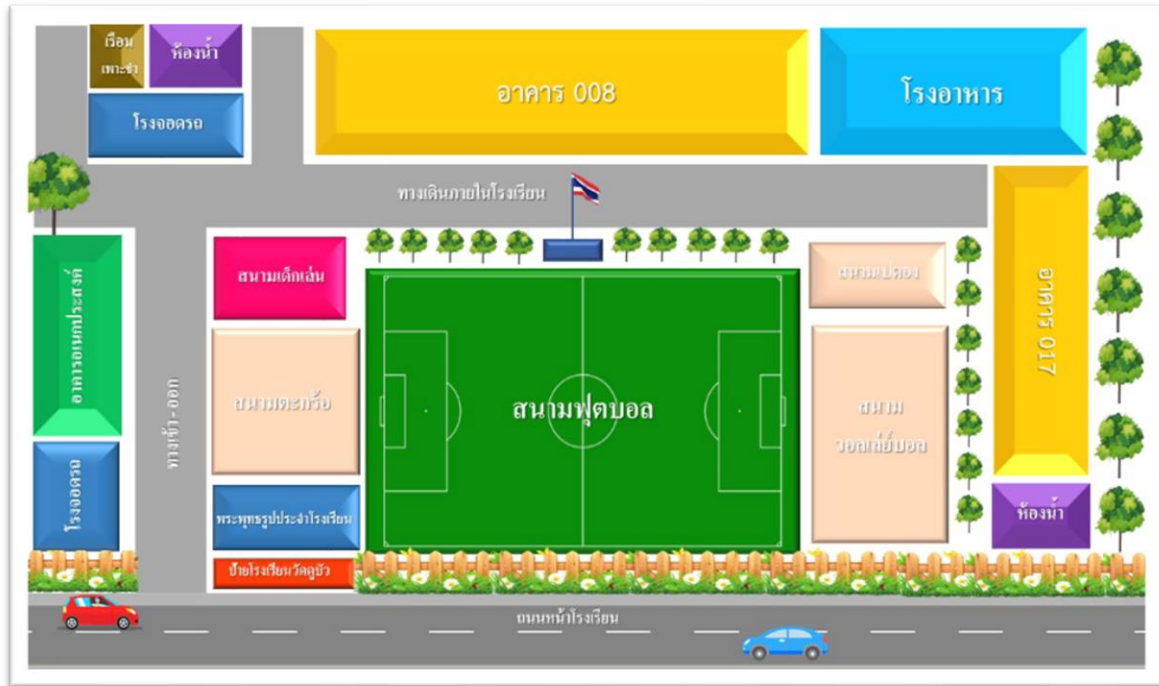 เรือน
เพาะชำ
ห้องน้ำ
โรงจอดรถ
อาคาร 008
โรงอาหาร
ทางเดินภายในโรงเรียน
อาคารอเนกประสงค์
สนามเด็กเล่น
สนามเปตอง
อาคาร 017
ทางเข้า - ออก
สนามตะกร้อ
สนามฟุตบอล
สนาม
วอลเล่ย์บอล
โรงจอดรถ
พระพุทธรูปประจำโรงเรียน
ห้องน้ำ
ป้ายโรงเรียนวัดคูบัว
ถนนหน้าโรงเรียน